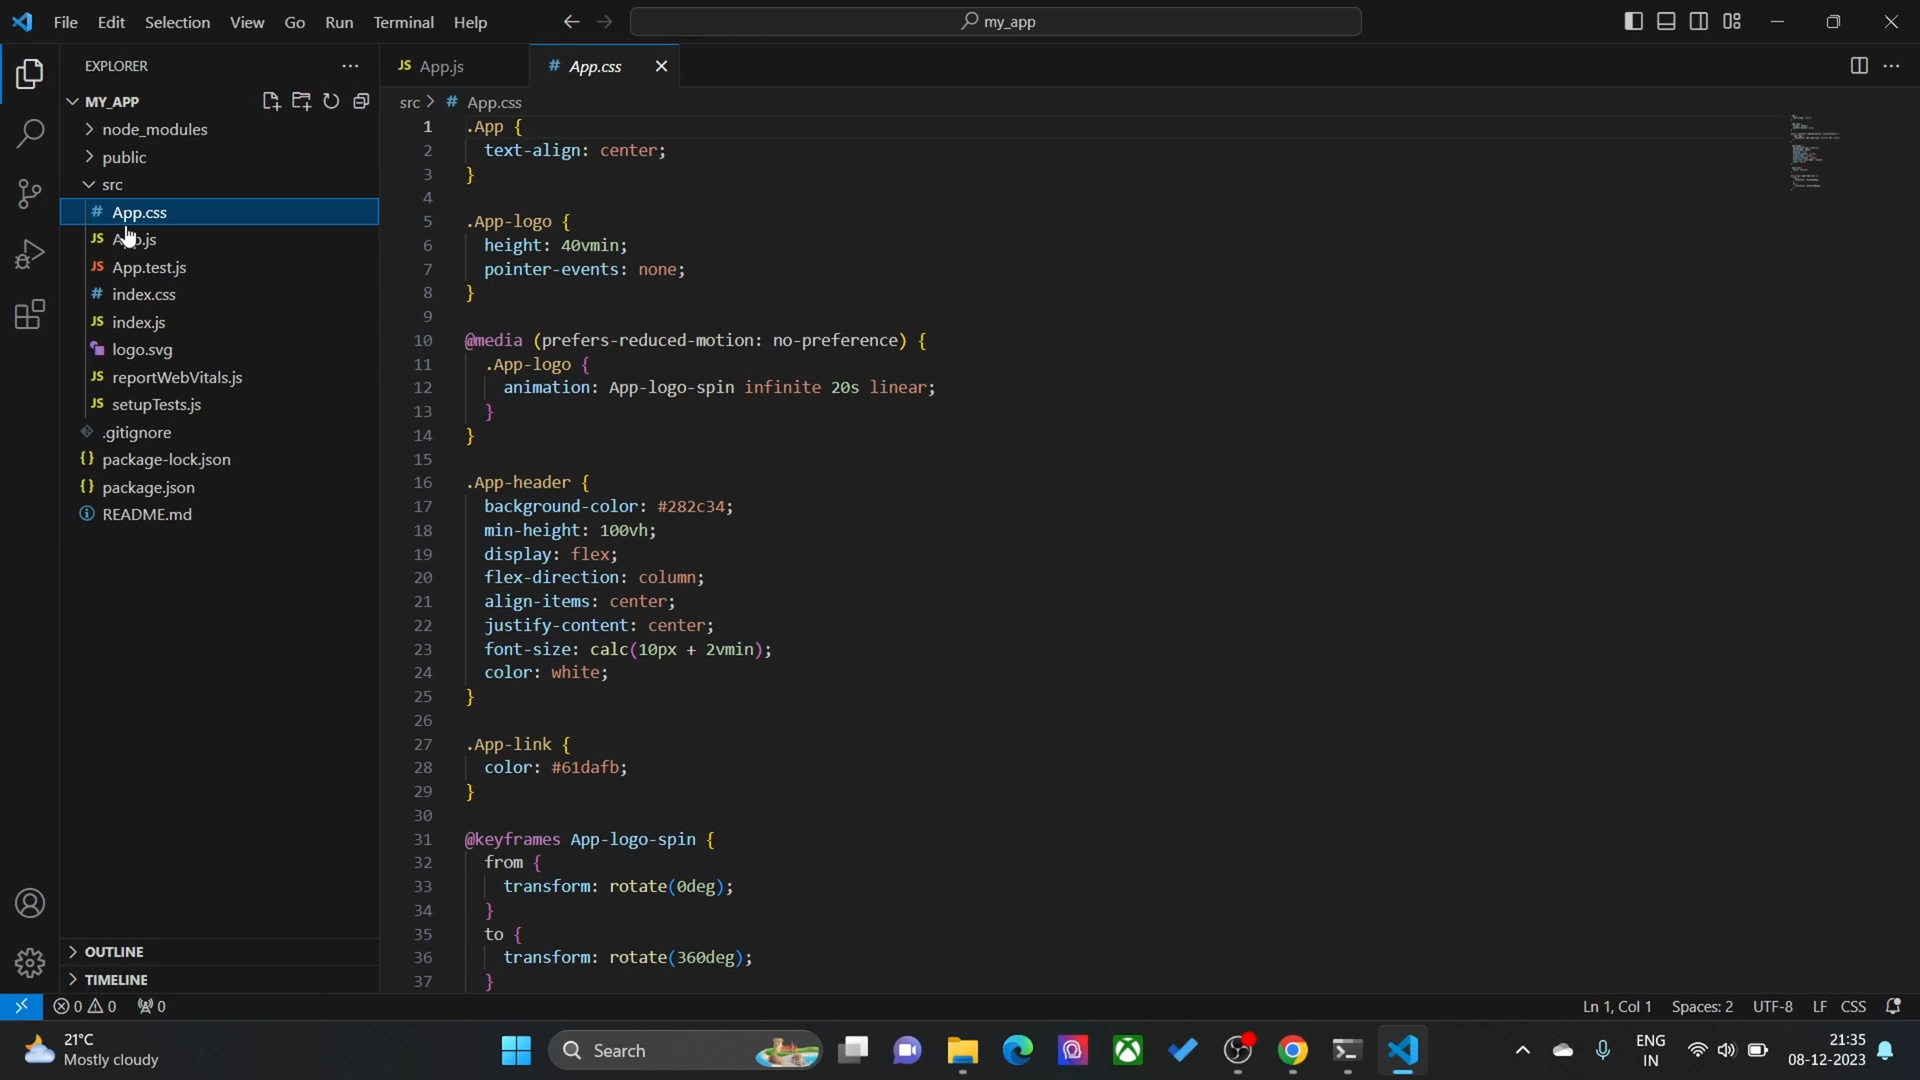 File Edit Selection View Go Run Terminal Help
my_app
EXPLORER
MY_APP
node_modules
public
src
# App.css
JS App.js
JS App.test.js
# index.css
JS index.js
logo.svg
JS reportWebVitals.js
JS setupTests.js
.gitignore
{} package-lock.json
{} package.json
README.md
OUTLINE
TIMELINE
JS App.js
# App.css
src > # App.css
1 .App {
2 text-align: center;
3 }
4
5 .App-logo {
6 height: 40vmin;
7 pointer-events: none;
8 }
9
10 @media (prefers-reduced-motion: no-preference) {
11 .App-logo {
12 animation: App-logo-spin infinite 20s linear;
13 }
14 }
15
16 .App-header {
17 background-color: #282c34;
18 min-height: 100vh;
19 display: flex;
20 flex-direction: column;
21 align-items: center;
22 justify-content: center;
23 font-size: calc(10px + 2vmin);
24 color: white;
25 }
26
27 .App-link {
28 color: #61dafb;
29 }
30
31 @keyframes App-logo-spin {
32 from {
33 transform: rotate(0deg);
34 }
35 to {
36 transform: rotate(360deg);
37 }
0 0 0
Ln 1, Col 1 Spaces: 2 UTF-8 LF CSS
21°C
Mostly cloudy
Search
ENG
IN
21:35
08-12-2023